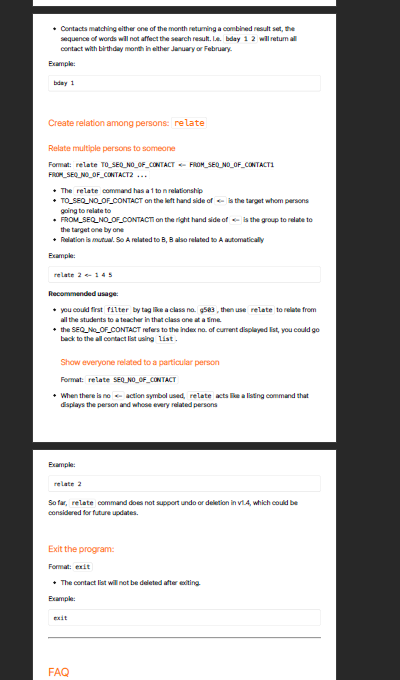 Contacts matching either one of the month returning a combined result set, the
sequence of words will not affect the search result. I.e. bday 1 2 will return all
contact with birthday month in either January or February.
Example:
bday 1
Create relation among persons: relate
Relate multiple persons to someone
Format: relate TO_SEQ_NO_OF_CONTACT <- FROM_SEQ_NO_OF_CONTACT1
FROM_SEQ_NO_OF_CONTACT2 ...
The relate command has a 1 to n relationship
TO_SEQ_NO_OF_CONTACT on the left hand side of <- is the target whom persons
going to relate to
FROM_SEQ_NO_OF_CONTACTI on the right hand side of <- is the group to relate to
the target one by one
Relation is mutual. So A related to B, B also related to A automatically
Example:
relate 2 <- 1 4 5
Recommended usage:
you could first filter by tag like a class no. g503, then use relate to relate from
all the students to a teacher in that class one at a time.
the SEQ_No_OF_CONTACT refers to the index no. of current displayed list, you could go
back to the all contact list using list.
Show everyone related to a particular person
Format: relate SEQ_NO_OF_CONTACT
When there is no <- action symbol used, relate acts like a listing command that
displays the person and whose every related persons
Example:
relate 2
So far, relate command does not support undo or deletion in v1.4, which could be
considered for future updates.
Exit the program:
Format: exit
The contact list will not be deleted after exiting.
Example:
exit
FAQ